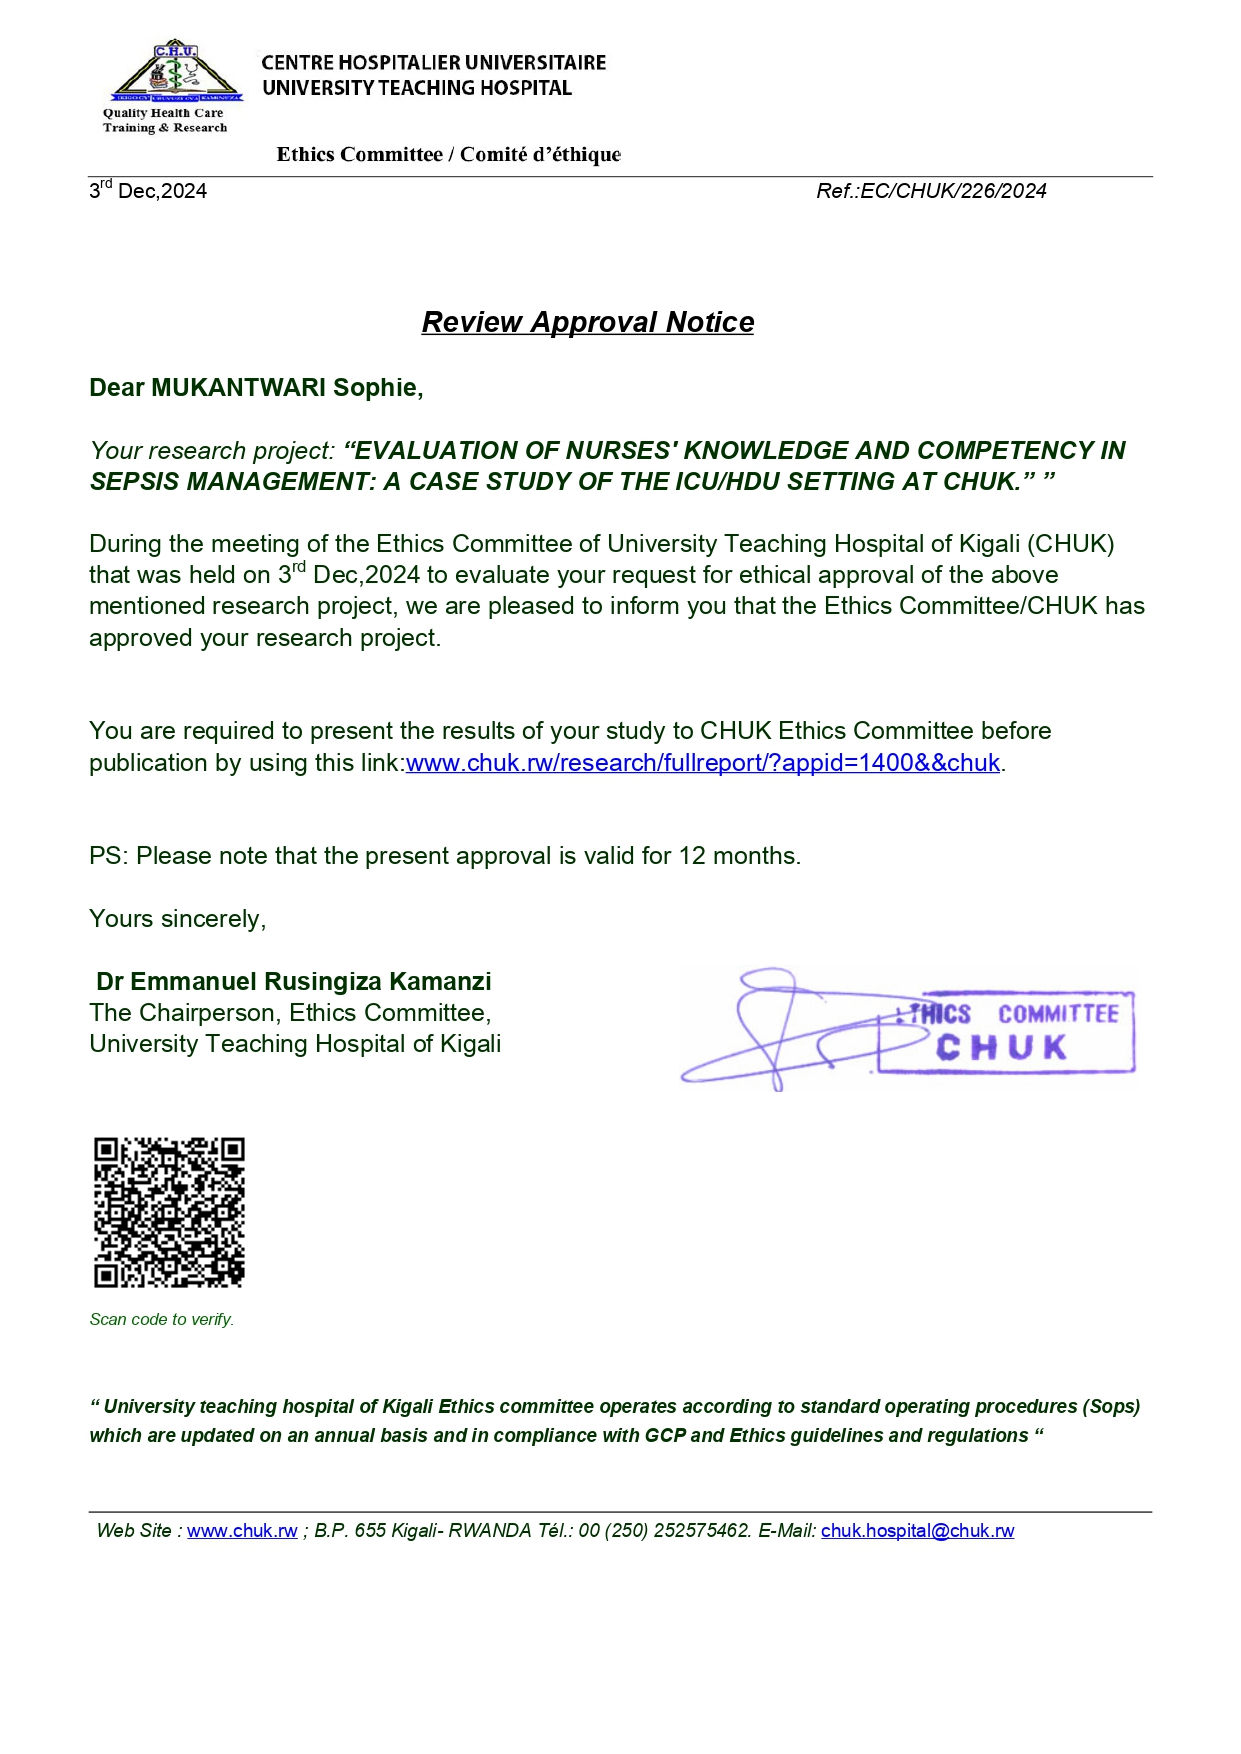 C.H.U.
Quality Health Care
Training & Research
CENTRE HOSPITALIER UNIVERSITAIRE
UNIVERSITY TEACHING HOSPITAL
Ethics Committee / Comité d’éthique
3rd Dec,2024 Ref.:EC/CHUK/226/2024
Review Approval Notice
Dear MUKANTWARI Sophie,
Your research project: “EVALUATION OF NURSES' KNOWLEDGE AND COMPETENCY IN
SEPSIS MANAGEMENT: A CASE STUDY OF THE ICU/HDU SETTING AT CHUK.” ”
During the meeting of the Ethics Committee of University Teaching Hospital of Kigali (CHUK)
that was held on 3rd Dec,2024 to evaluate your request for ethical approval of the above
mentioned research project, we are pleased to inform you that the Ethics Committee/CHUK has
approved your research project.
You are required to present the results of your study to CHUK Ethics Committee before
publication by using this link:www.chuk.rw/research/fullreport/?appid=1400&&chuk.
PS: Please note that the present approval is valid for 12 months.
Yours sincerely,
Dr Emmanuel Rusingiza Kamanzi
The Chairperson, Ethics Committee,
University Teaching Hospital of Kigali
THICS COMMITTEE
CHUK
Scan code to verify.
“ University teaching hospital of Kigali Ethics committee operates according to standard operating procedures (Sops)
which are updated on an annual basis and in compliance with GCP and Ethics guidelines and regulations “
Web Site : www.chuk.rw ; B.P. 655 Kigali- RWANDA Tél.: 00 (250) 252575462. E-Mail: chuk.hospital@chuk.rw